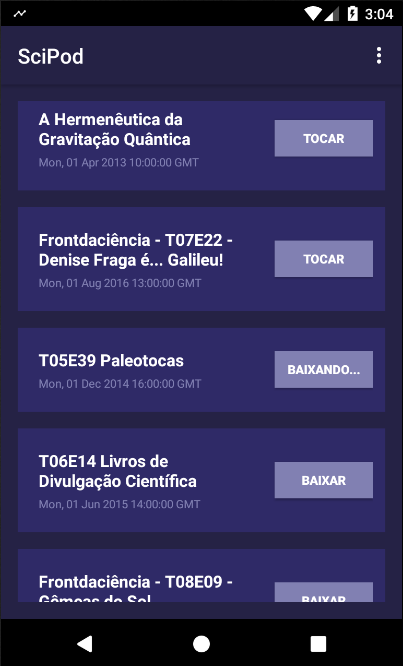 3:04
SciPod
A Hermenêutica da
Gravitação Quântica
Mon, 01 Apr 2013 10:00:00 GMT
TOCAR
Frontdaciência - T07E22 -
Denise Fraga é... Galileu!
Mon, 01 Aug 2016 13:00:00 GMT
TOCAR
T05E39 Paleotocas
Mon, 01 Dec 2014 16:00:00 GMT
BAIXANDO...
T06E14 Livros de
Divulgação Científica
Mon, 01 Jun 2015 14:00:00 GMT
BAIXAR
Frontdaciência - T08E09 -
Gêmeas do Sol
BAIXAR